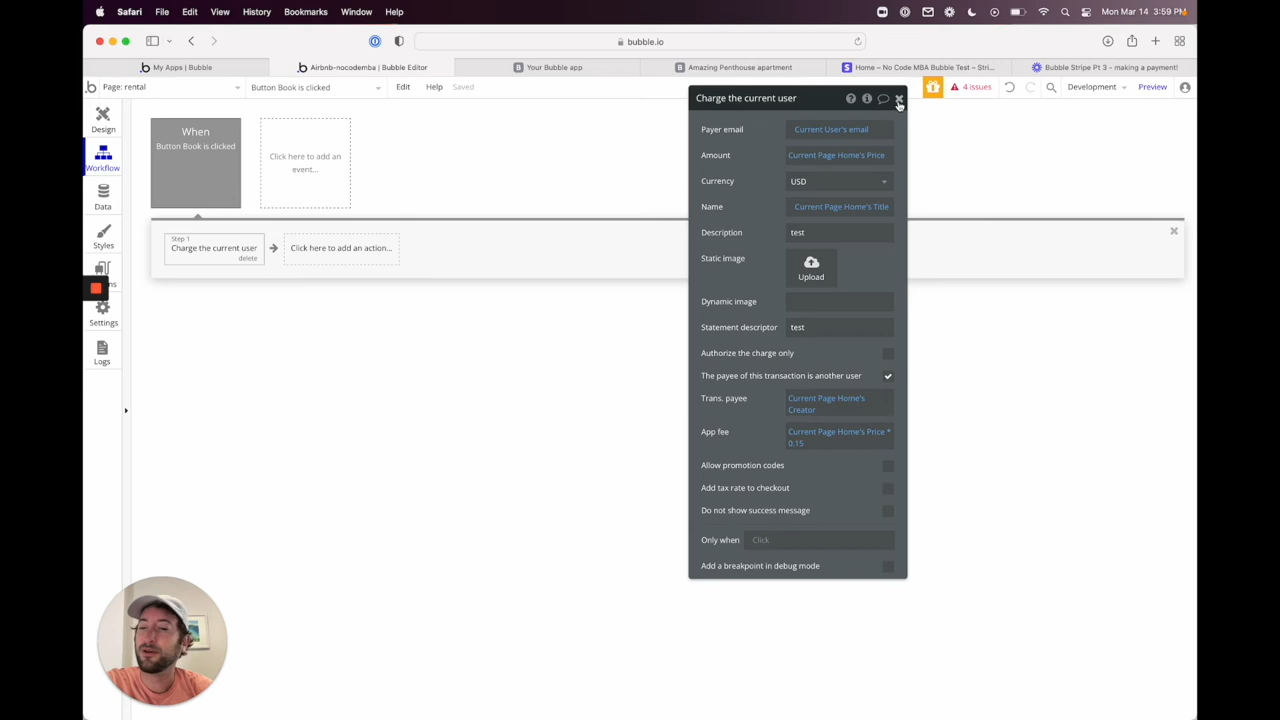 Safari File Edit View History Bookmarks Window Help
Mon Mar 14 3:59 PM
bubble.io
My Apps | Bubble
Airbnb-nocodemba | Bubble Editor
Your Bubble app
Amazing Penthouse apartment
Home – No Code MBA Bubble Test – Stri...
Bubble Stripe Pt 3 - making a payment!
Page: rental
Button Book is clicked
Edit Help Saved
4 issues
Development
Preview
Design
Workflow
Data
Styles
ns
Settings
Logs
When
Button Book is clicked
Click here to add an
event...
Step 1
Charge the current user
delete
Click here to add an action...
Charge the current user
Payer email Current User's email
Amount Current Page Home's Price
Currency USD
Name Current Page Home's Title
Description test
Static image
Upload
Dynamic image
Statement descriptor test
Authorize the charge only
The payee of this transaction is another user
Trans. payee Current Page Home's
Creator
App fee Current Page Home's Price *
0.15
Allow promotion codes
Add tax rate to checkout
Do not show success message
Only when Click
Add a breakpoint in debug mode